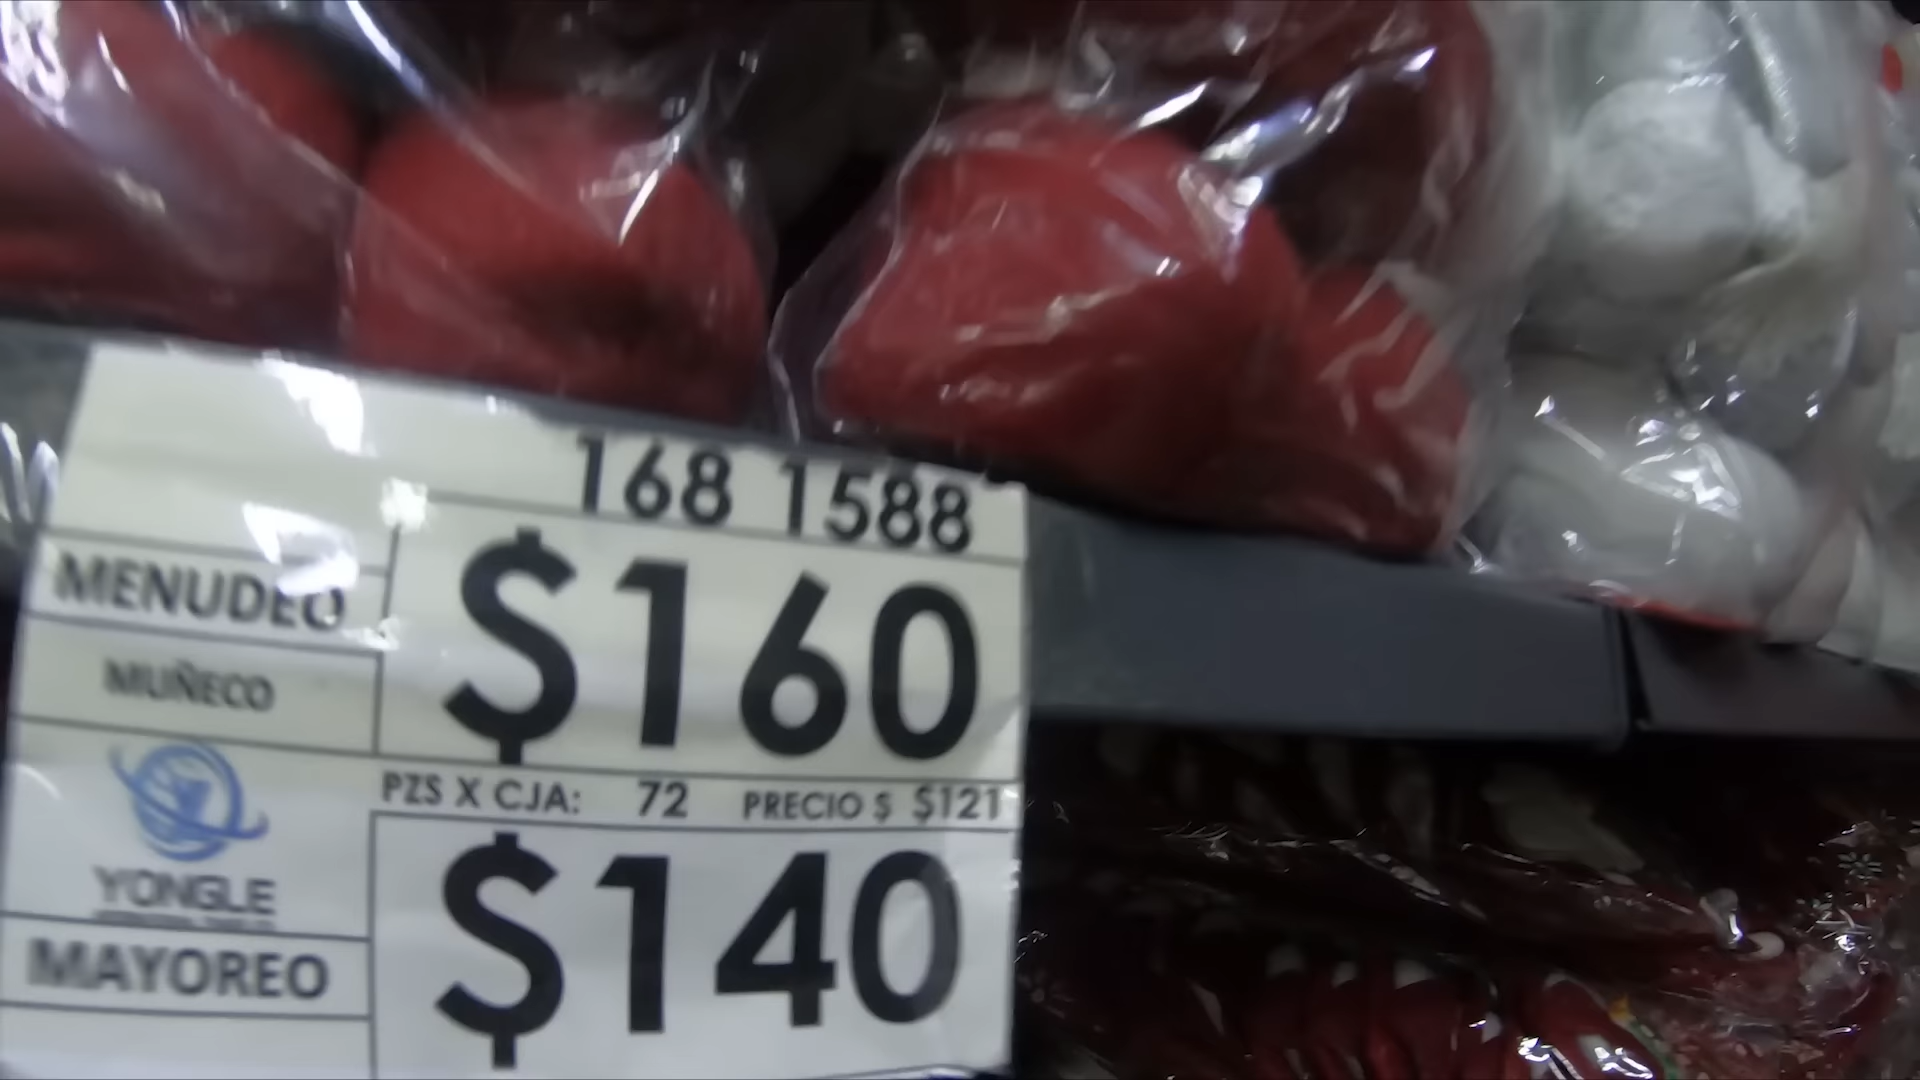 168 1588
MENUDEO
$160
MUÑECO
PZS X CJA: 72 PRECIO $ $121
YONGLE
MAYOREO
$140